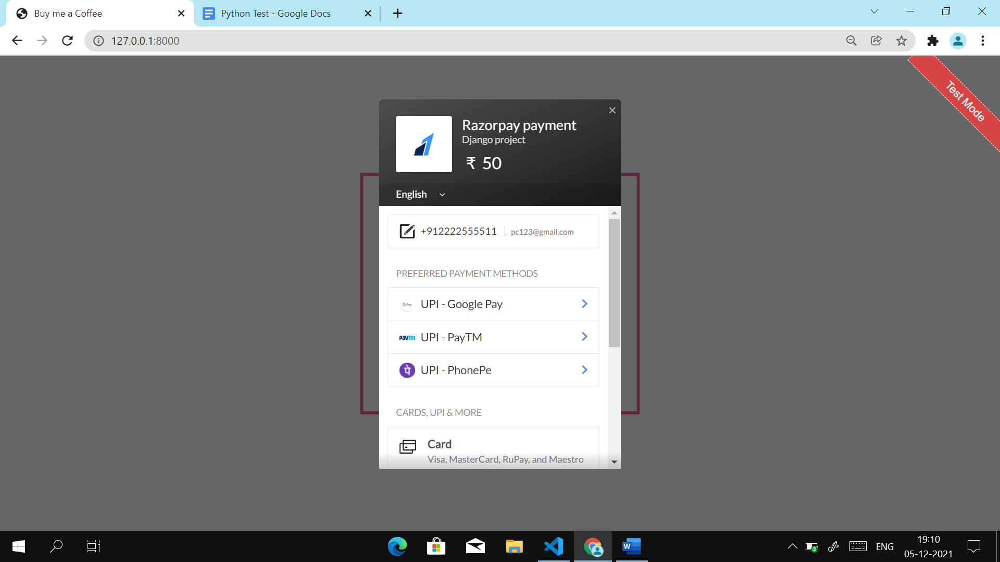 Buy me a Coffee
Python Test - Google Docs
127.0.0.1:8000
Test Mode
Razorpay payment
Django project
₹ 50
English
+912222555511 | pc123@gmail.com
PREFERRED PAYMENT METHODS
G Pay UPI - Google Pay
paytm UPI - PayTM
पे UPI - PhonePe
CARDS, UPI & MORE
Card
Visa, MasterCard, RuPay, and Maestro
W
ENG
19:10
05-12-2021